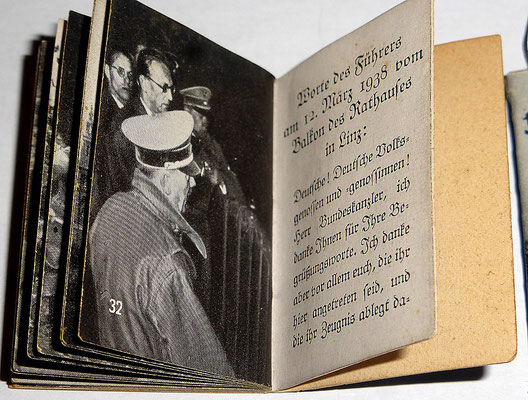 32
Worte des Führers
am 12. März 1938 vom
Balkon des Rathauses
in Linz:
Deutsche! Deutsche Volks-
genossen und -genossinnen!
Herr Bundeskanzler, ich
danke Ihnen für Ihre Be-
grüßungsworte. Ich danke
aber vor allem euch, die ihr
hier angetreten seid, und
die ihr Zeugnis ablegt da-